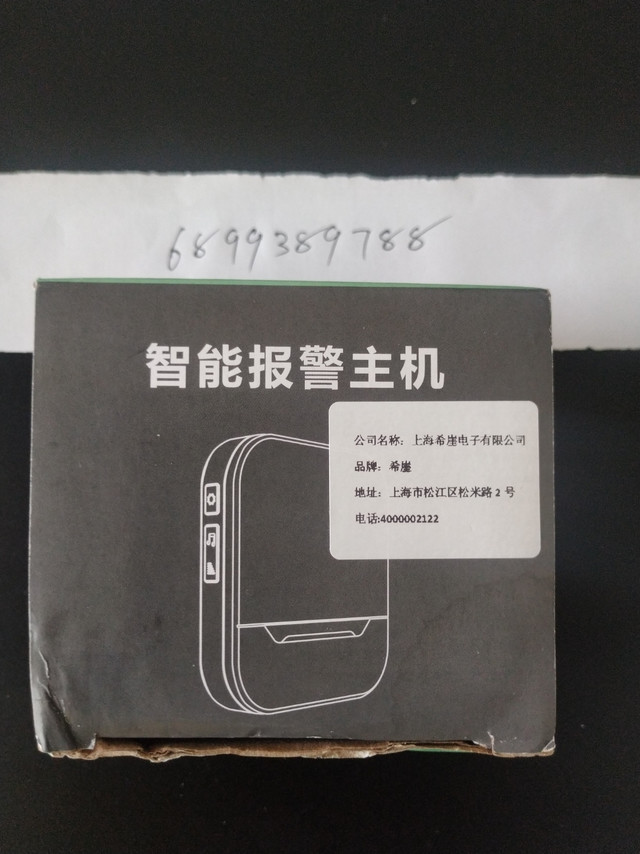 6899389788
智能报警主机
公司名称：上海希崖电子有限公司
品牌：希崖
地址：上海市松江区松米路 2 号
电话:4000002122